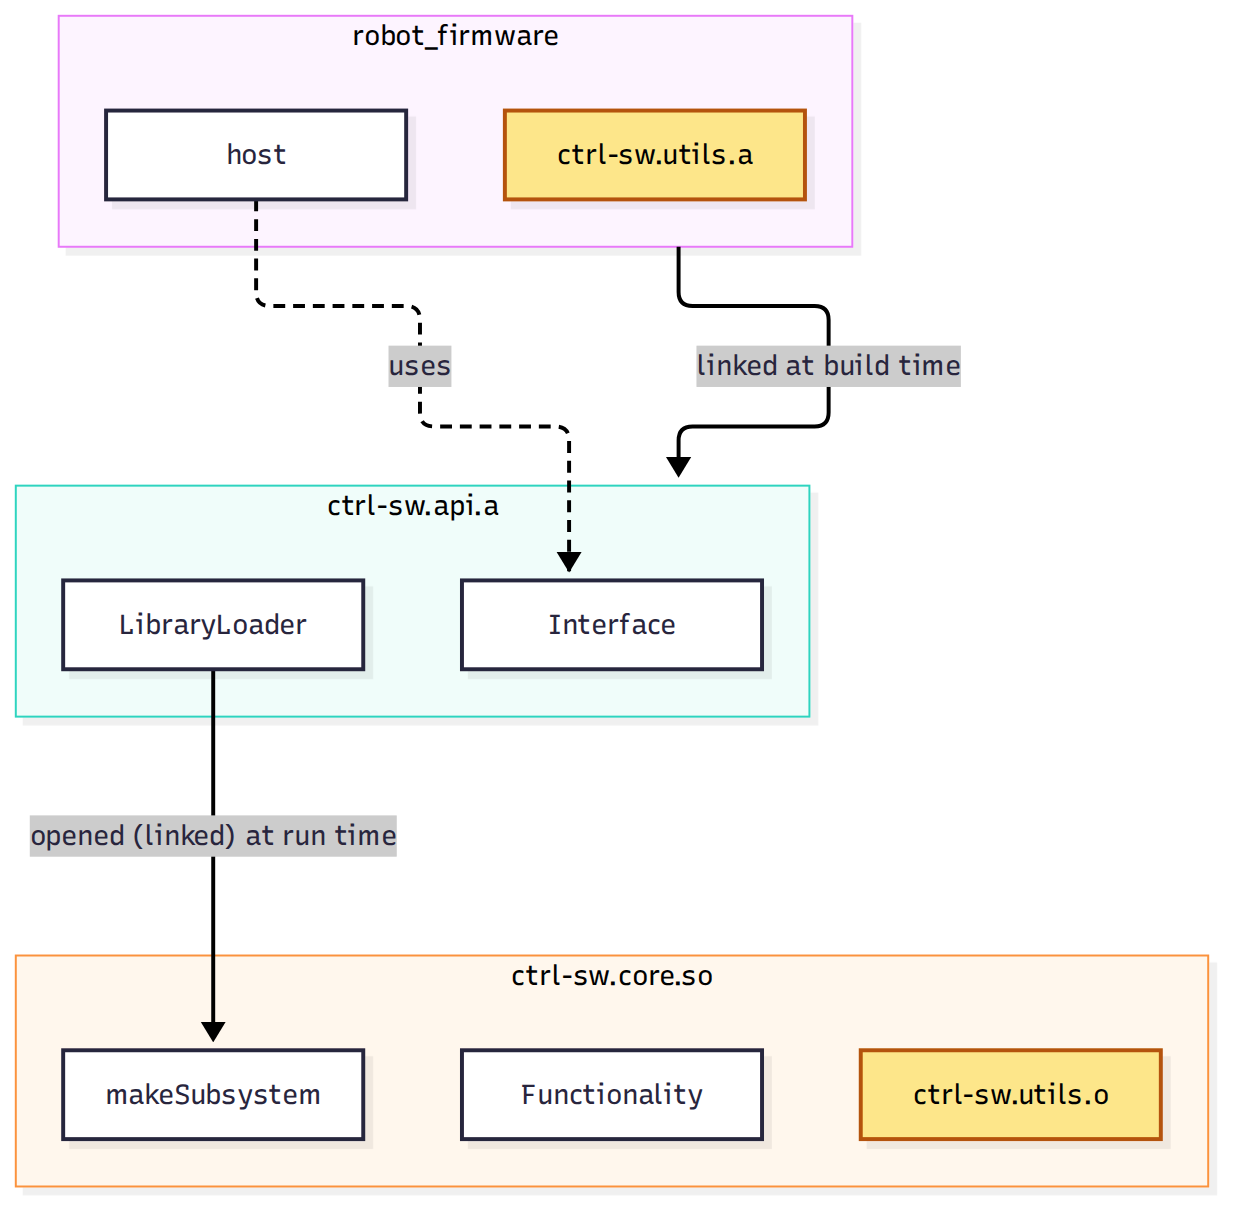 robot_firmware
host
ctrl-sw.utils.a
uses
linked at build time
ctrl-sw.api.a
LibraryLoader
Interface
opened (linked) at run time
ctrl-sw.core.so
makeSubsystem
Functionality
ctrl-sw.utils.o